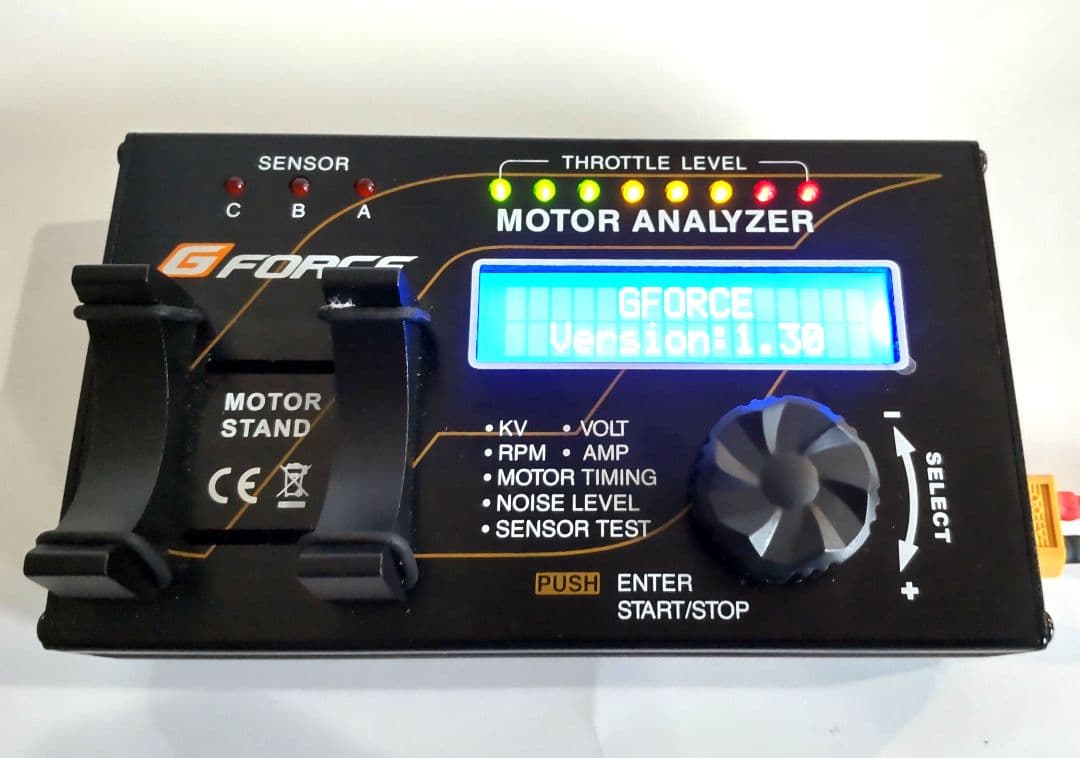 SENSOR
C B A
THROTTLE LEVEL
MOTOR ANALYZER
G FORCE
GFORCE
Version:1.30
MOTOR
STAND
CE
• KV • VOLT
• RPM • AMP
• MOTOR TIMING
• NOISE LEVEL
• SENSOR TEST
− SELECT +
PUSH ENTER
START/STOP